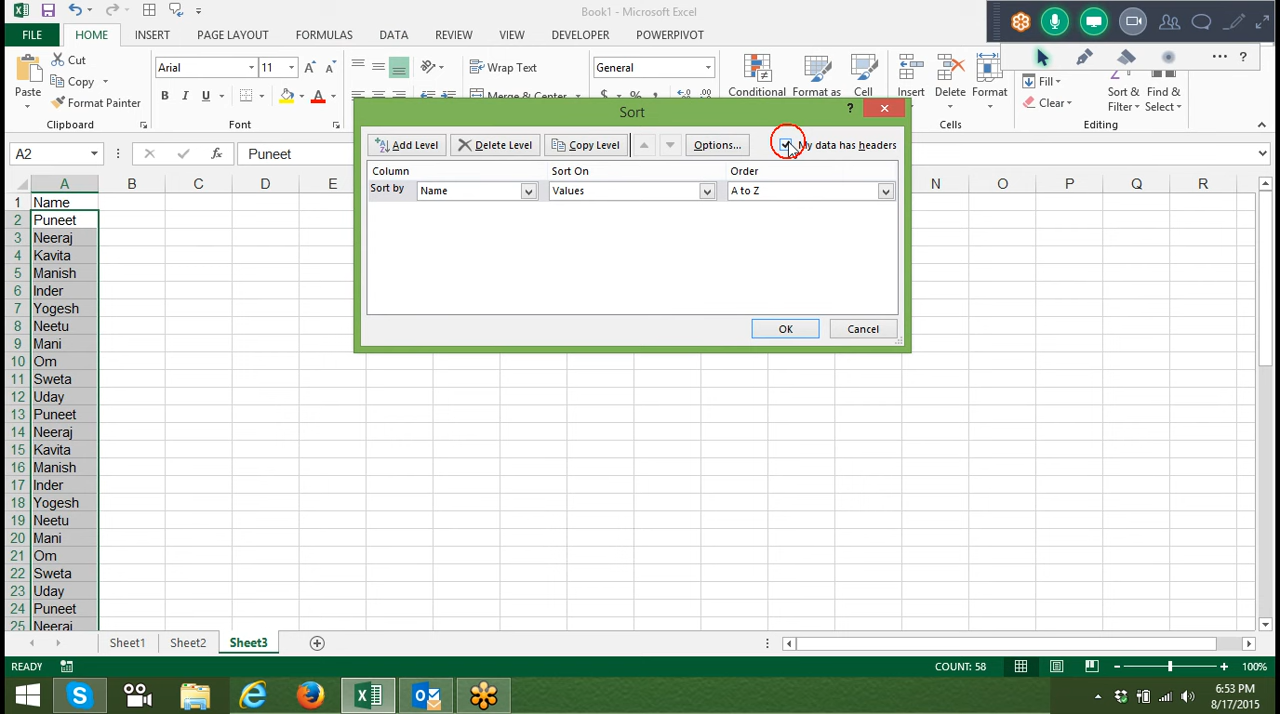 Book1 - Microsoft Excel
FILE HOME INSERT PAGE LAYOUT FORMULAS DATA REVIEW VIEW DEVELOPER POWERPIVOT
Cut
Copy
Format Painter
Paste
Clipboard
Arial 11
B I U
Font
Wrap Text
Merge & Center
General
Conditional Format as Cell
Insert Delete Format
Cells
Fill
Clear
Sort & Find &
Filter Select
Editing
A2 Puneet
Sort
Add Level Delete Level Copy Level Options... My data has headers
Column Sort On Order
Sort by Name Values A to Z
OK Cancel
A B C D E N O P Q R
1 Name
2 Puneet
3 Neeraj
4 Kavita
5 Manish
6 Inder
7 Yogesh
8 Neetu
9 Mani
10 Om
11 Sweta
12 Uday
13 Puneet
14 Neeraj
15 Kavita
16 Manish
17 Inder
18 Yogesh
19 Neetu
20 Mani
21 Om
22 Sweta
23 Uday
24 Puneet
25 Neeraj
Sheet1 Sheet2 Sheet3
READY COUNT: 58 100%
6:53 PM
8/17/2015